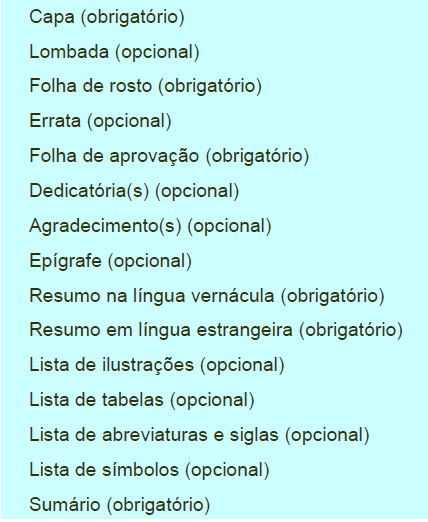 Capa (obrigatório)
Lombada (opcional)
Folha de rosto (obrigatório)
Errata (opcional)
Folha de aprovação (obrigatório)
Dedicatória(s) (opcional)
Agradecimento(s) (opcional)
Epígrafe (opcional)
Resumo na língua vernácula (obrigatório)
Resumo em língua estrangeira (obrigatório)
Lista de ilustrações (opcional)
Lista de tabelas (opcional)
Lista de abreviaturas e siglas (opcional)
Lista de símbolos (opcional)
Sumário (obrigatório)